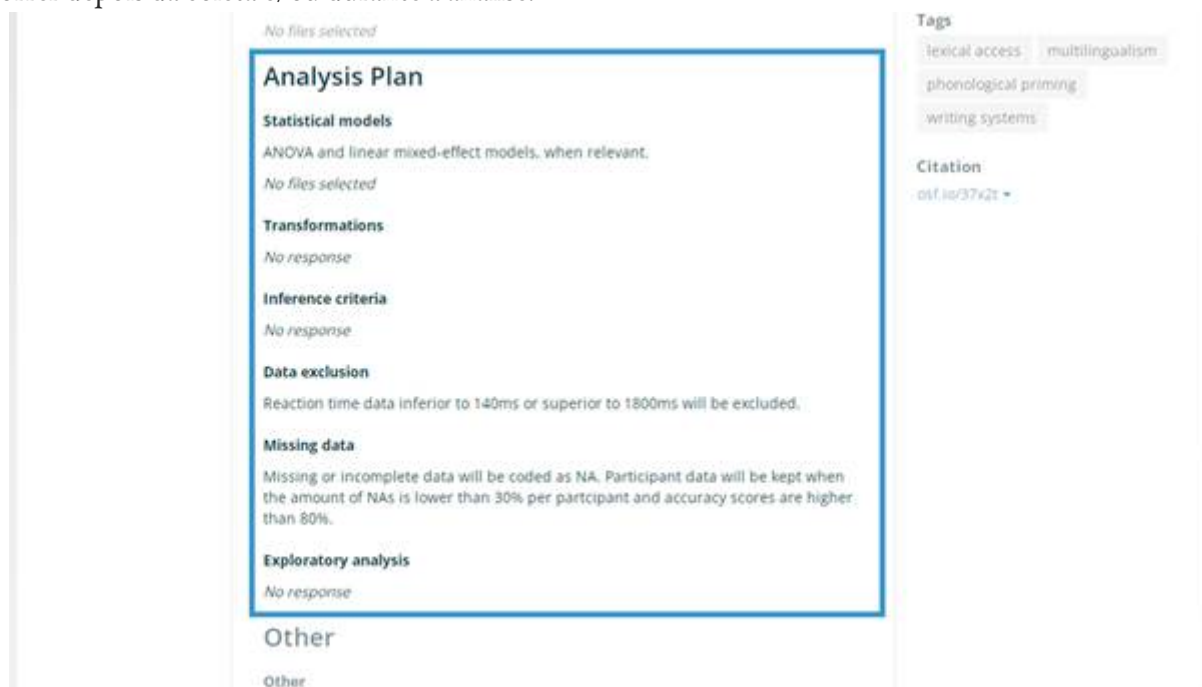 No files selected
Analysis Plan
Statistical models
ANOVA and linear mixed-effect models, when relevant.
No files selected
Transformations
No response
Inference criteria
No response
Data exclusion
Reaction time data inferior to 140ms or superior to 1800ms will be excluded.
Missing data
Missing or incomplete data will be coded as NA. Participant data will be kept when
the amount of NAs is lower than 30% per partcipant and accuracy scores are higher
than 80%.
Exploratory analysis
No response
Other
Other
Tags
lexical access multilingualism
phonological priming
writing systems
Citation
osf.io/37x2t